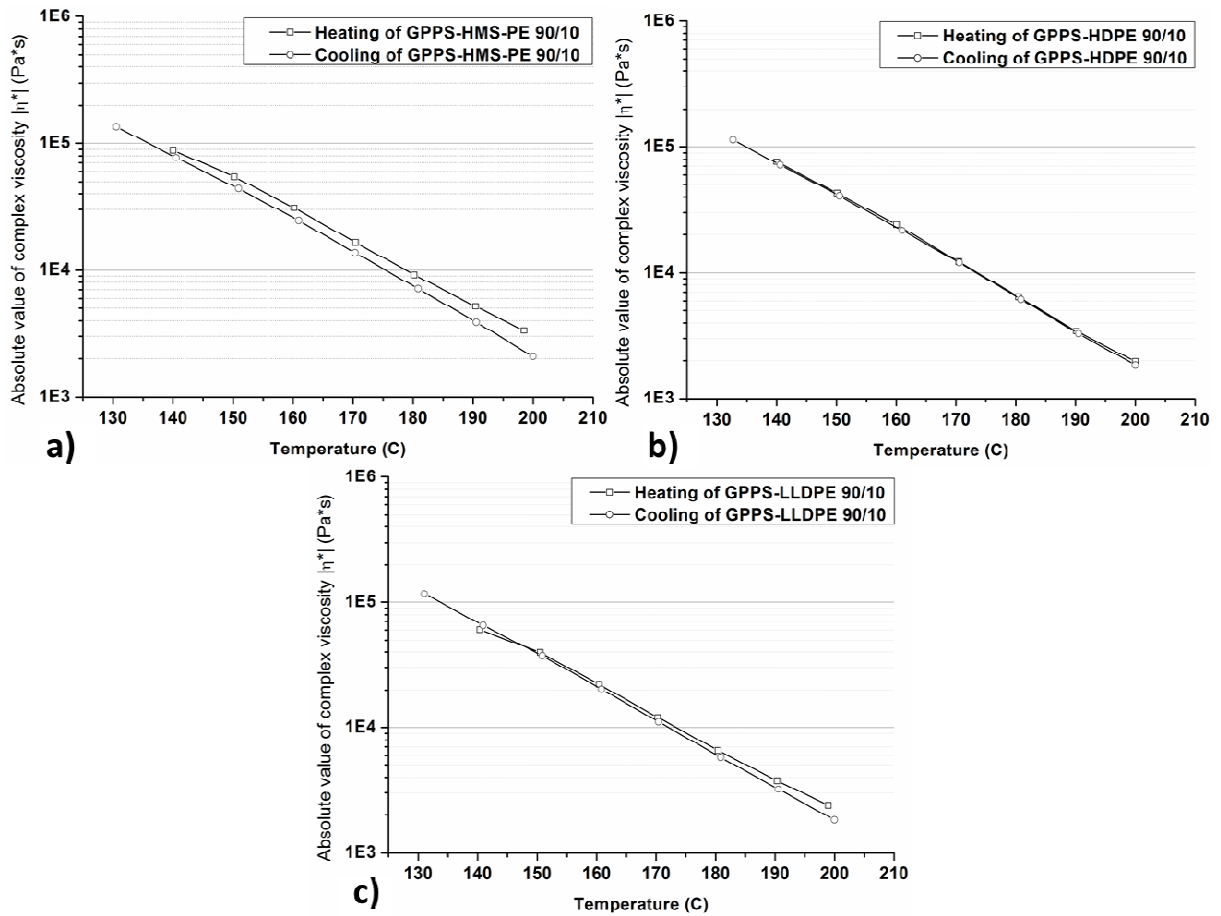 Absolute value of complex viscosity |η*| (Pa*s)
1E6
1E5
1E4
1E3
Heating of GPPS-HMS-PE 90/10
Cooling of GPPS-HMS-PE 90/10
130 140 150 160 170 180 190 200 210
Temperature (C)
a)
Absolute value of complex viscosity |η*| (Pa*s)
1E6
1E5
1E4
1E3
Heating of GPPS-HDPE 90/10
Cooling of GPPS-HDPE 90/10
130 140 150 160 170 180 190 200 210
Temperature (C)
b)
Absolute value of complex viscosity |η*| (Pa*s)
1E6
1E5
1E4
1E3
Heating of GPPS-LLDPE 90/10
Cooling of GPPS-LLDPE 90/10
130 140 150 160 170 180 190 200 210
Temperature (C)
c)